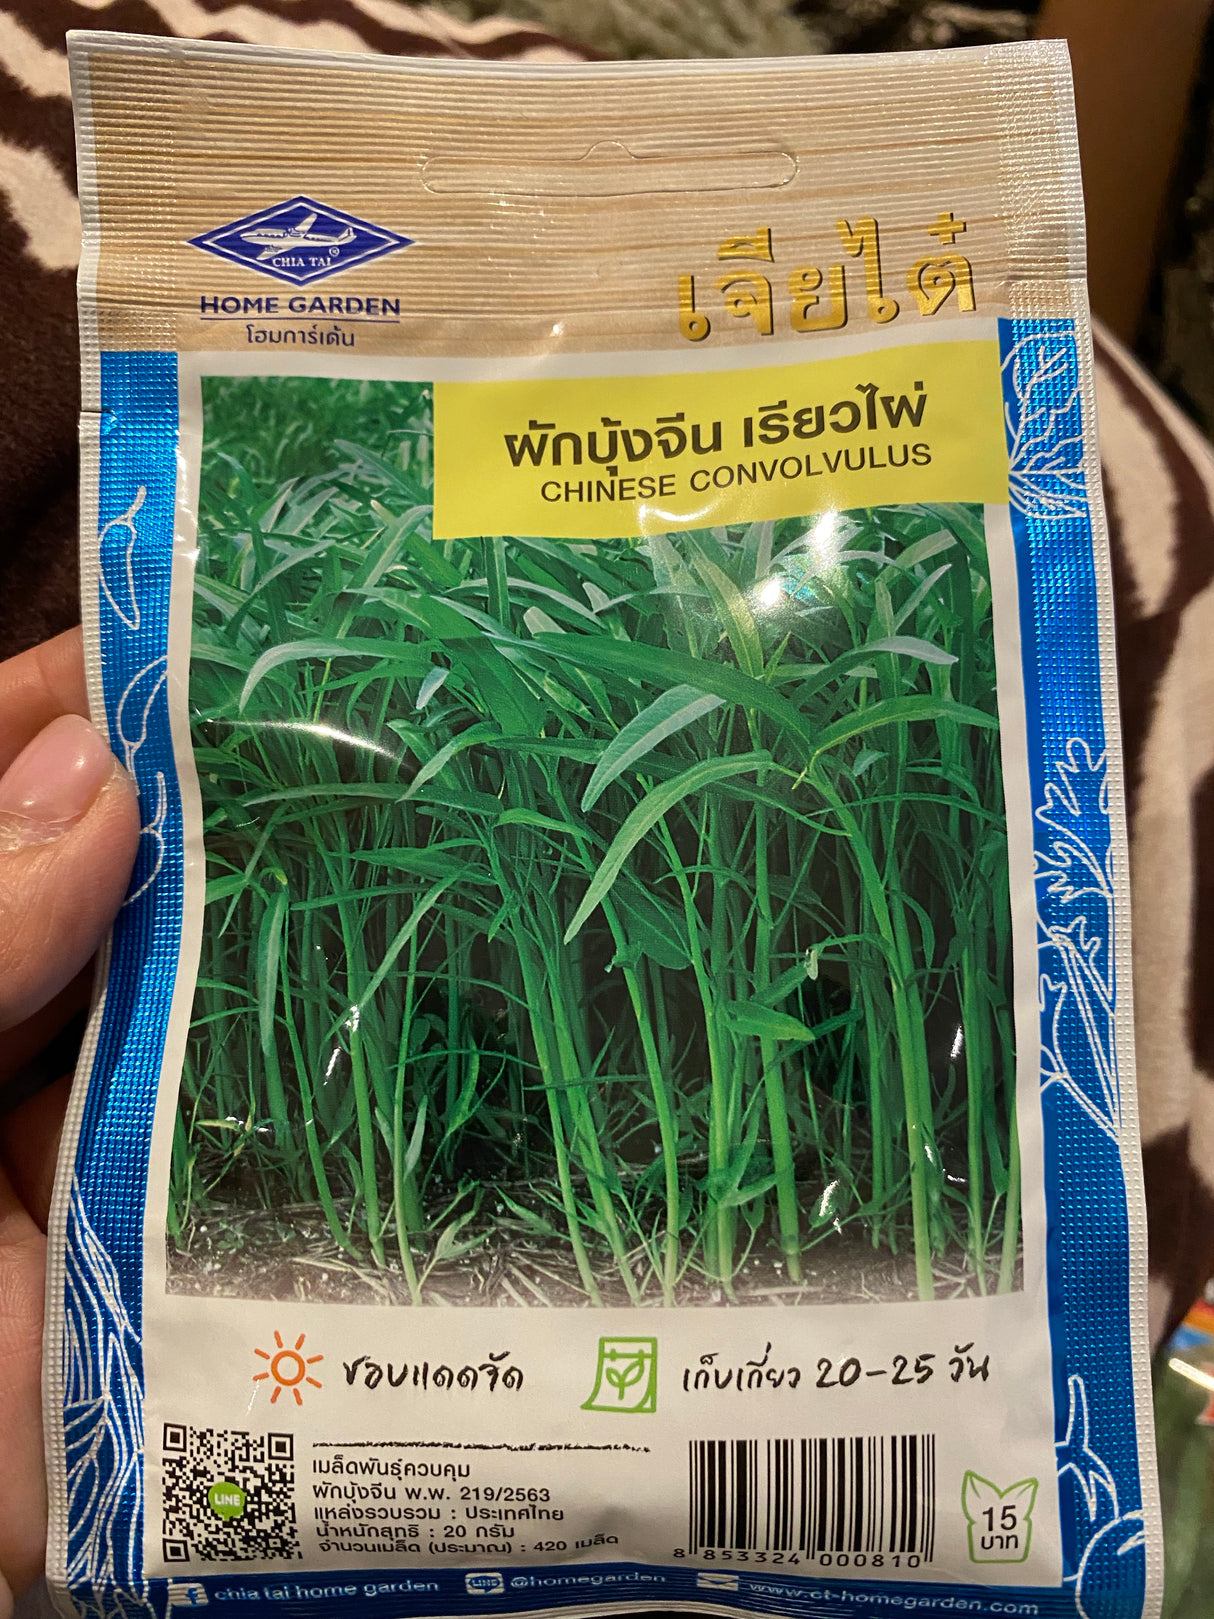 CHIA TAI
®
HOME GARDEN
โฮมการ์เด้น
เจียไต๋
ผักบุ้งจีน เรียวไผ่
CHINESE CONVOLVULUS
ชอบแดดจัด
เก็บเกี่ยว 20-25 วัน
LINE
เมล็ดพันธุ์ควบคุม
ผักบุ้งจีน พ.พ. 219/2563
แหล่งรวบรวม : ประเทศไทย
น้ำหนักสุทธิ : 20 กรัม
จำนวนเมล็ด (ประมาณ) : 420 เมล็ด
8 853324 000810
15
บาท
f chia tai home garden LINE @homegarden www.ct-homegarden.com